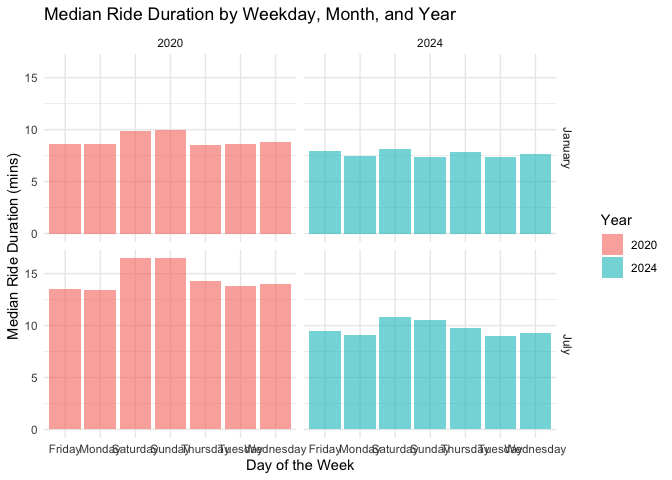 Median Ride Duration by Weekday, Month, and Year
2020 2024
15
10
5
0
January
15
10
5
0
July
Median Ride Duration (mins)
Friday Monday Saturday Sunday Thursday Tuesday Wednesday Friday Monday Saturday Sunday Thursday Tuesday Wednesday
Day of the Week
Year
2020
2024